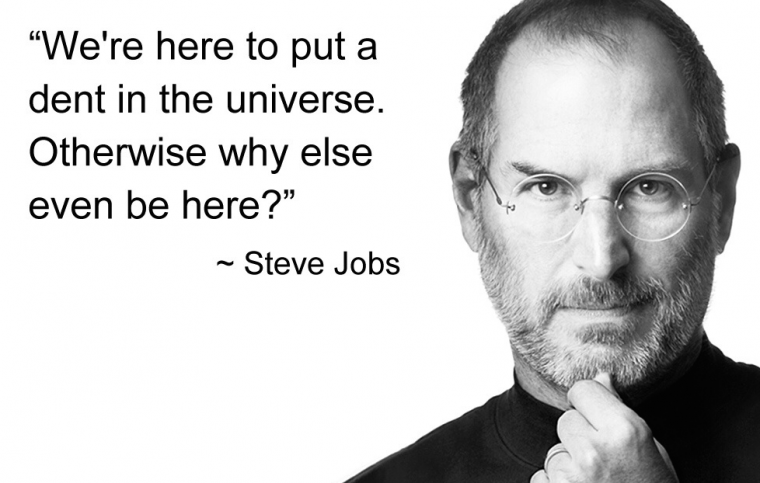 “We're here to put a
dent in the universe.
Otherwise why else
even be here?”
~ Steve Jobs